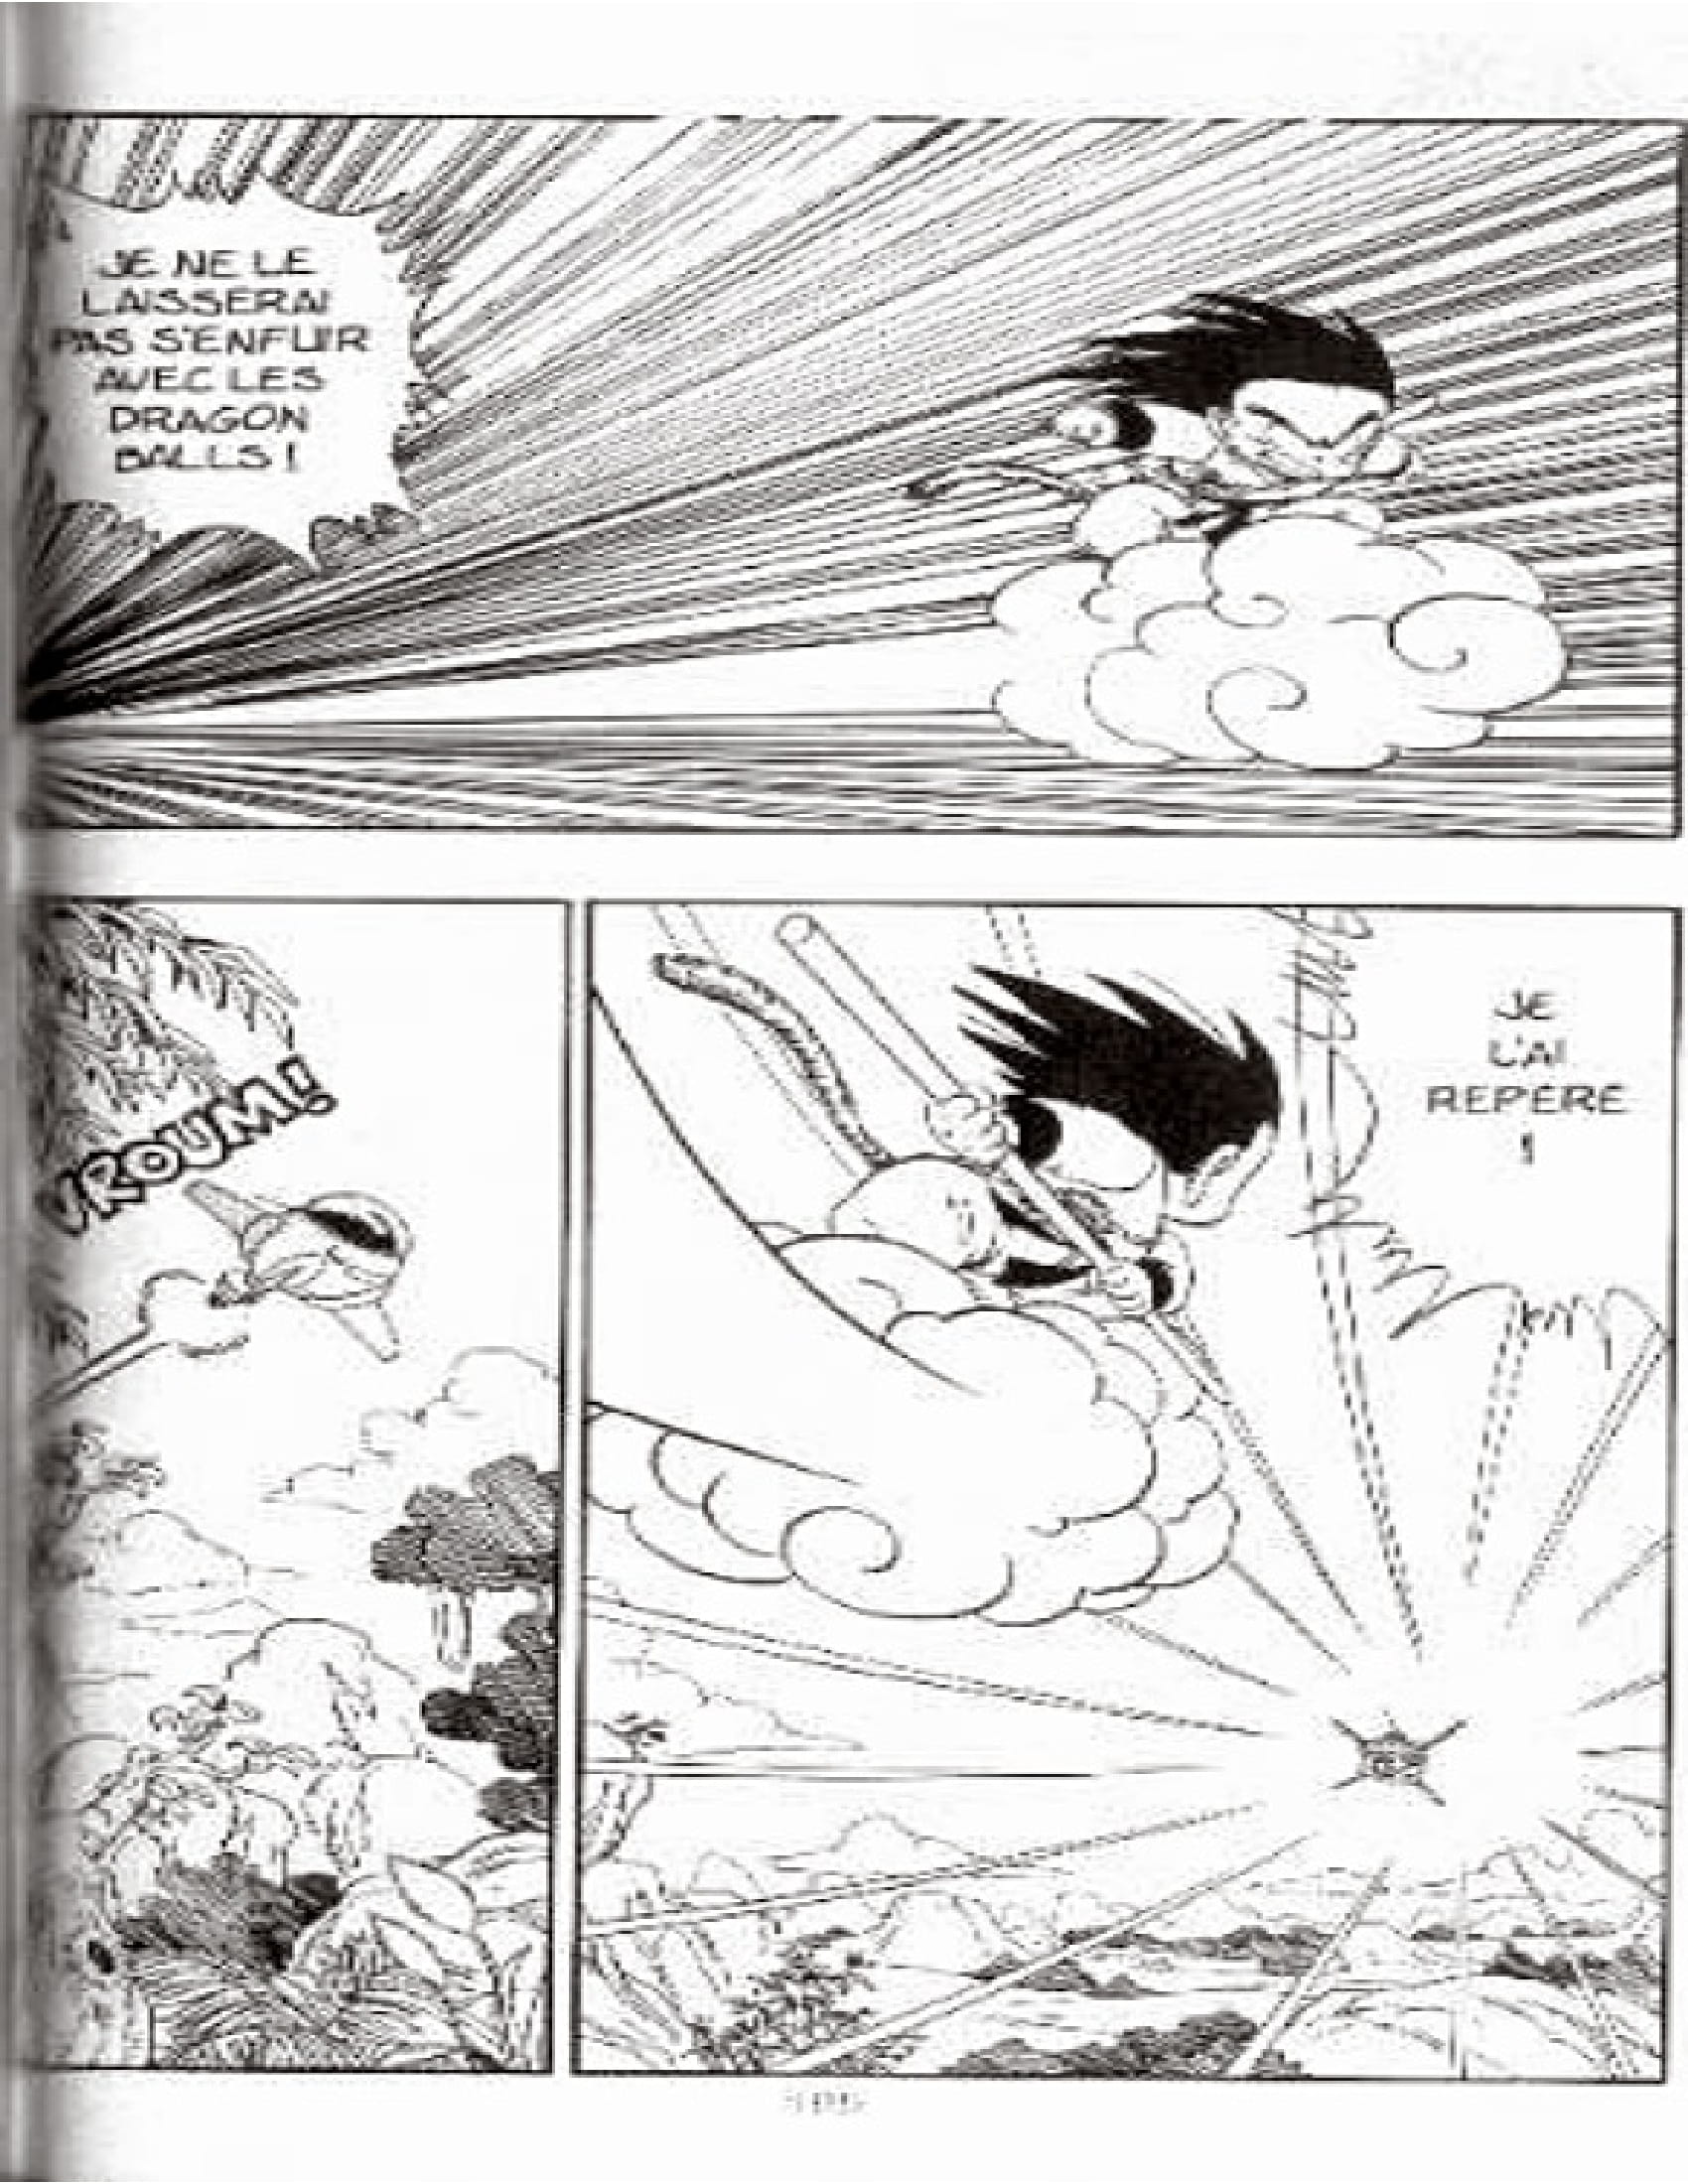 JE NE LE
LAISSERAI
PAS S'ENFUIR
AVEC LES
DRAGON
BALLS !
VROUM!
JE
L'AI
REPÉRÉ
!